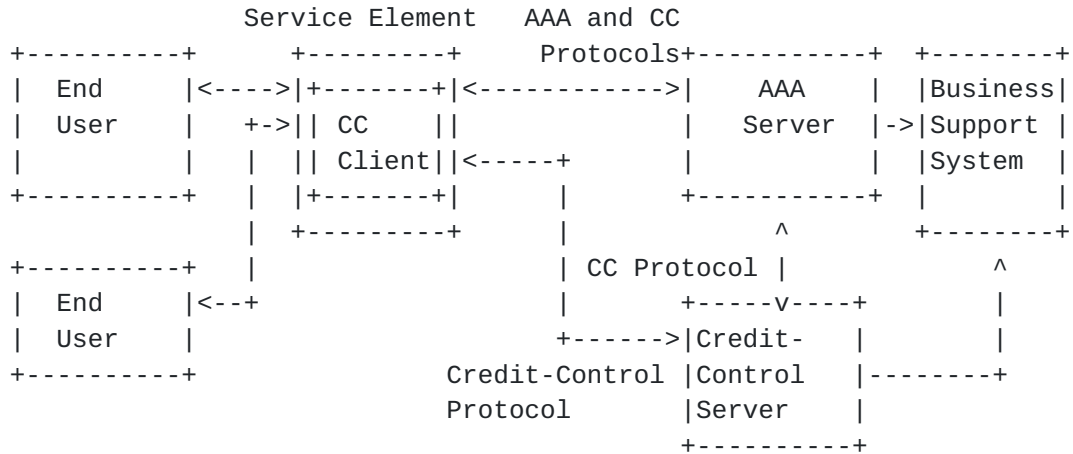 Service Element AAA and CC
Protocols
End AAA Business
User CC Server Support
Client System
CC Protocol
End
User Credit-
Credit-Control Control
Protocol Server